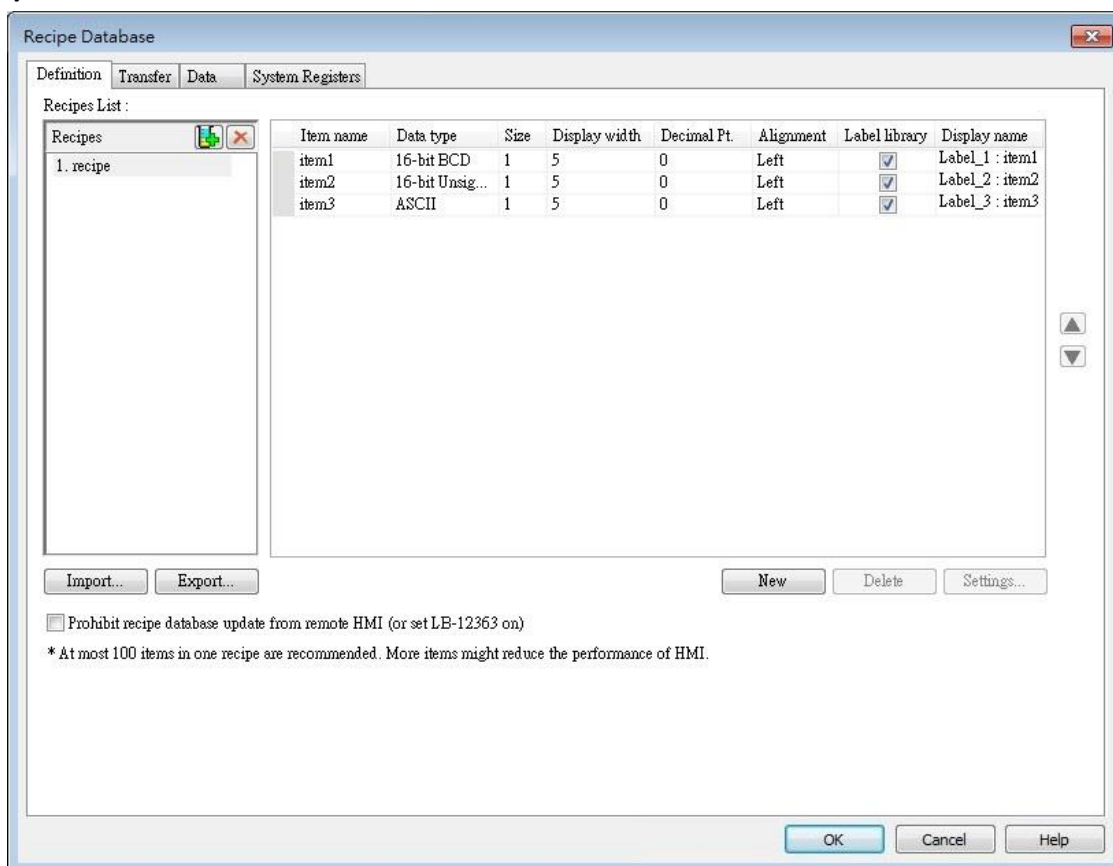 Recipe Database
Definition Transfer Data System Registers
Recipes List :
Recipes
1. recipe
Item name Data type Size Display width Decimal Pt. Alignment Label library Display name
item1 16-bit BCD 1 5 0 Left Label_1 : item1
item2 16-bit Unsig... 1 5 0 Left Label_2 : item2
item3 ASCII 1 5 0 Left Label_3 : item3
Import... Export... New Delete Settings...
Prohibit recipe database update from remote HMI (or set LB-12363 on)
* At most 100 items in one recipe are recommended. More items might reduce the performance of HMI.
OK Cancel Help